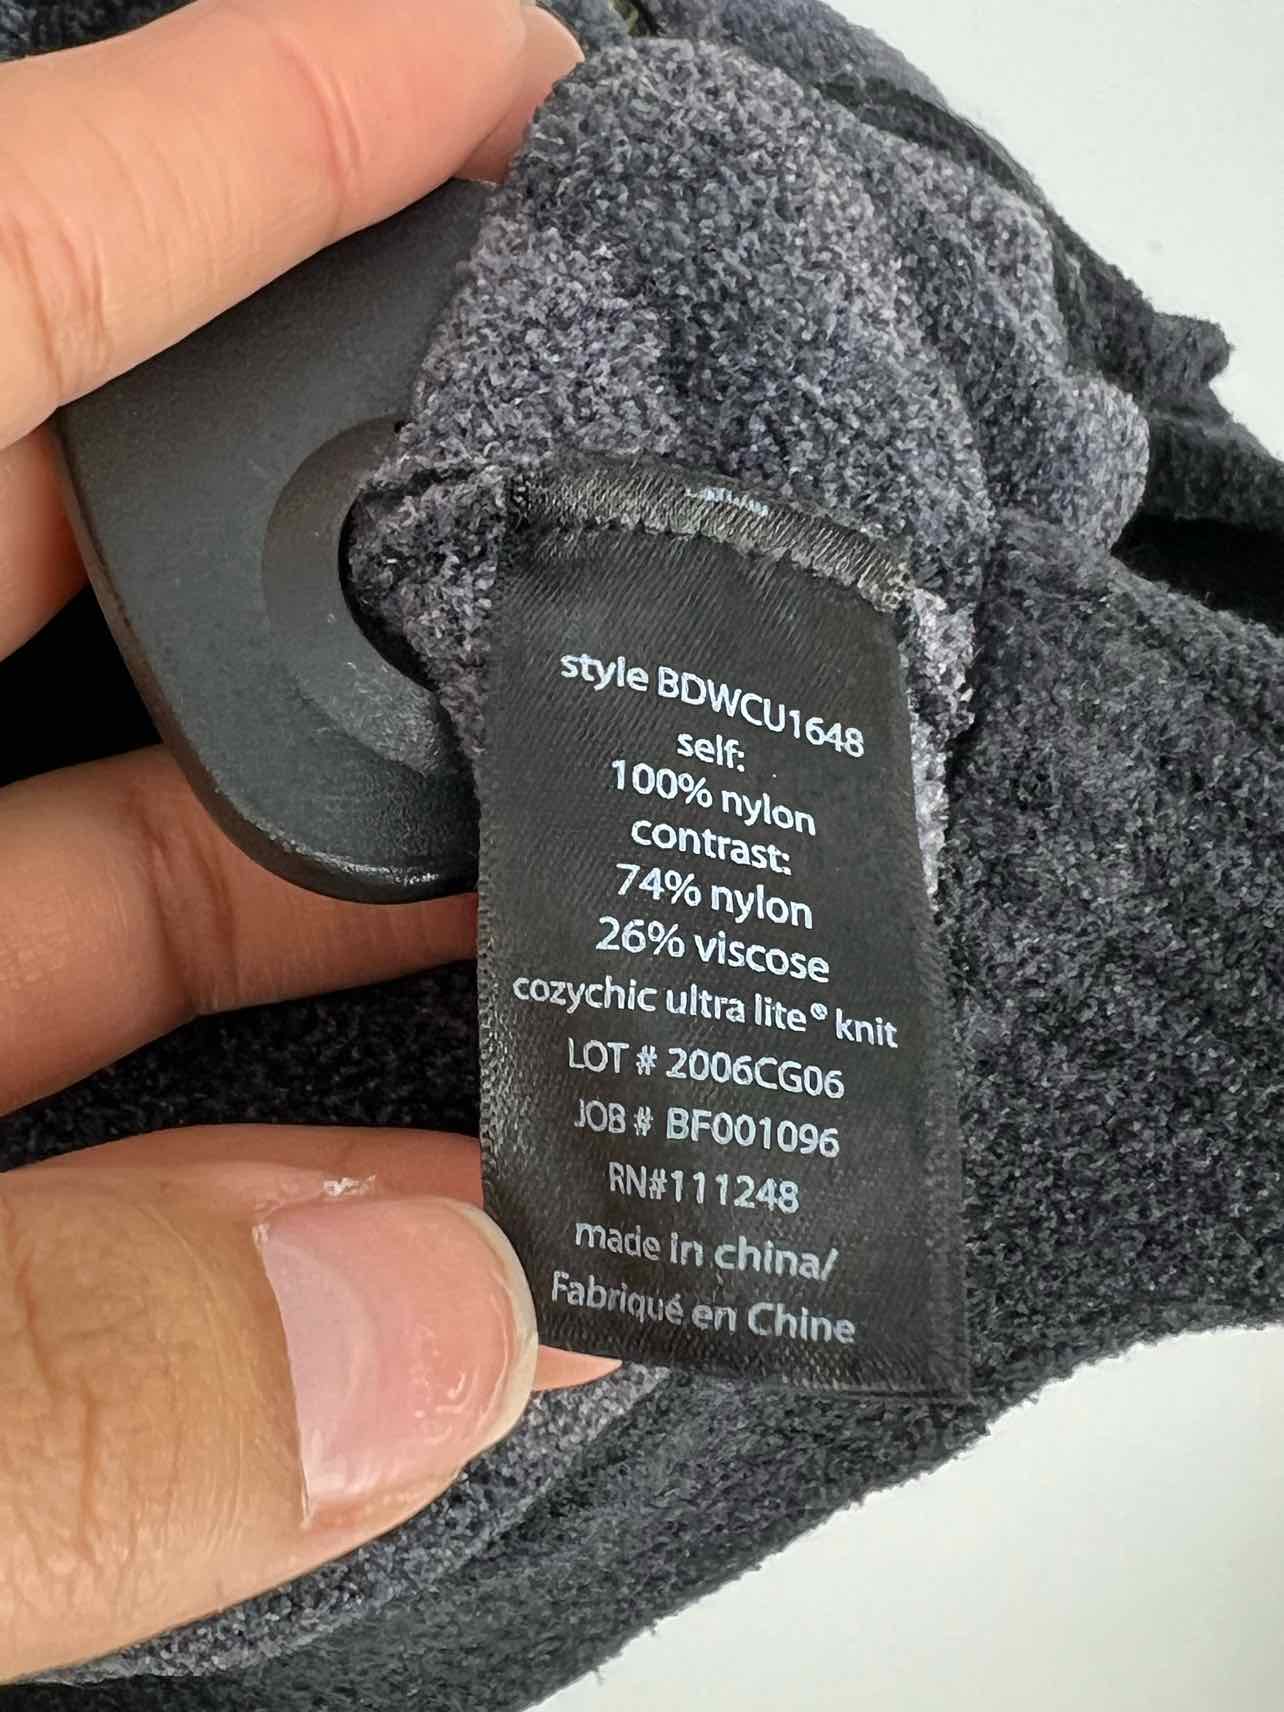 style BDWCU1648
self:
100% nylon
contrast:
74% nylon
26% viscose
cozychic ultra lite® knit
LOT # 2006CG06
JOB # BF001096
RN#111248
made in china/
Fabriqué en Chine